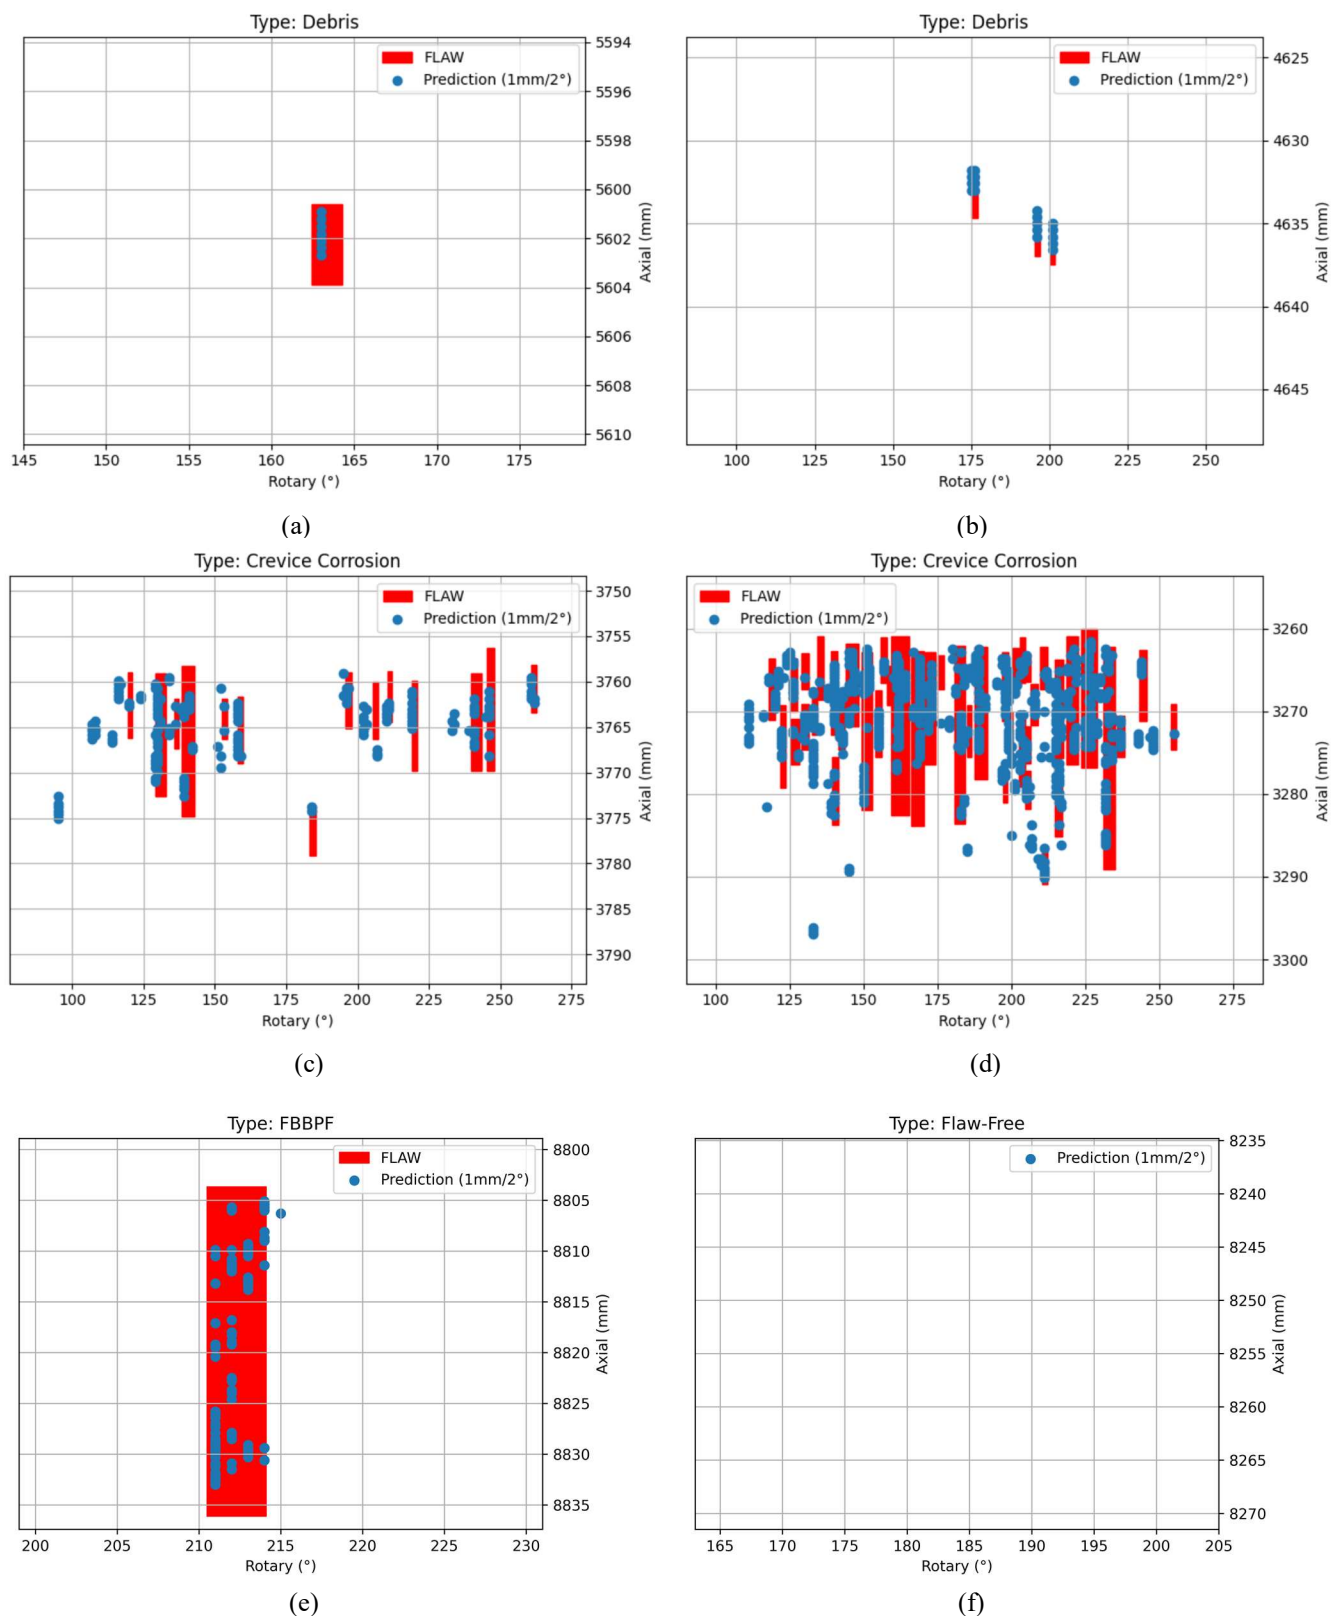 Type: Debris
FLAW
Prediction (1mm/2°)
5594
5596
5598
5600
5602
5604
5606
5608
5610
Axial (mm)
145 150 155 160 165 170 175
Rotary (°)
(a)
Type: Debris
FLAW
Prediction (1mm/2°)
4625
4630
4635
4640
4645
Axial (mm)
100 125 150 175 200 225 250
Rotary (°)
(b)
Type: Crevice Corrosion
FLAW
Prediction (1mm/2°)
3750
3755
3760
3765
3770
3775
3780
3785
3790
Axial (mm)
100 125 150 175 200 225 250 275
Rotary (°)
(c)
Type: Crevice Corrosion
FLAW
Prediction (1mm/2°)
3260
3270
3280
3290
3300
Axial (mm)
100 125 150 175 200 225 250 275
Rotary (°)
(d)
Type: FBBPF
FLAW
Prediction (1mm/2°)
8800
8805
8810
8815
8820
8825
8830
8835
Axial (mm)
200 205 210 215 220 225 230
Rotary (°)
(e)
Type: Flaw-Free
Prediction (1mm/2°)
8235
8240
8245
8250
8255
8260
8265
8270
Axial (mm)
165 170 175 180 185 190 195 200 205
Rotary (°)
(f)